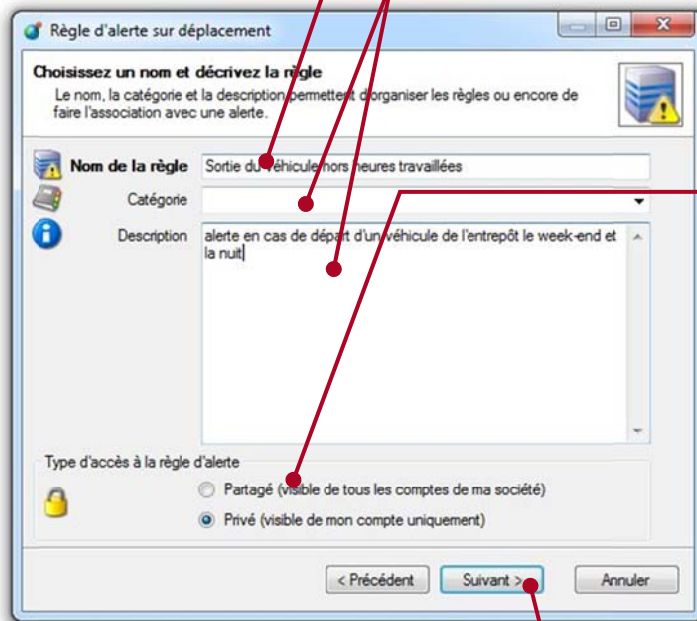 Règle d'alerte sur déplacement
Choisissez un nom et décrivez la règle
Le nom, la catégorie et la description permettent d'organiser les règles ou encore de
faire l'association avec une alerte.
Nom de la règle Sortie du véhicule hors heures travaillées
Catégorie
Description alerte en cas de départ d'un véhicule de l'entrepôt le week-end et
la nuit
Type d'accès à la règle d'alerte
Partagé (visible de tous les comptes de ma société)
Privé (visible de mon compte uniquement)
< Précédent Suivant > Annuler